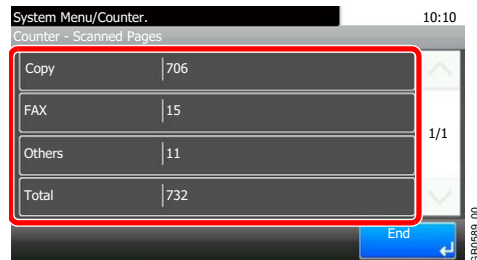 System Menu/Counter. 10:10
Counter - Scanned Pages
Copy 706
FAX 15
1/1
Others 11
Total 732
End
GB0589_00